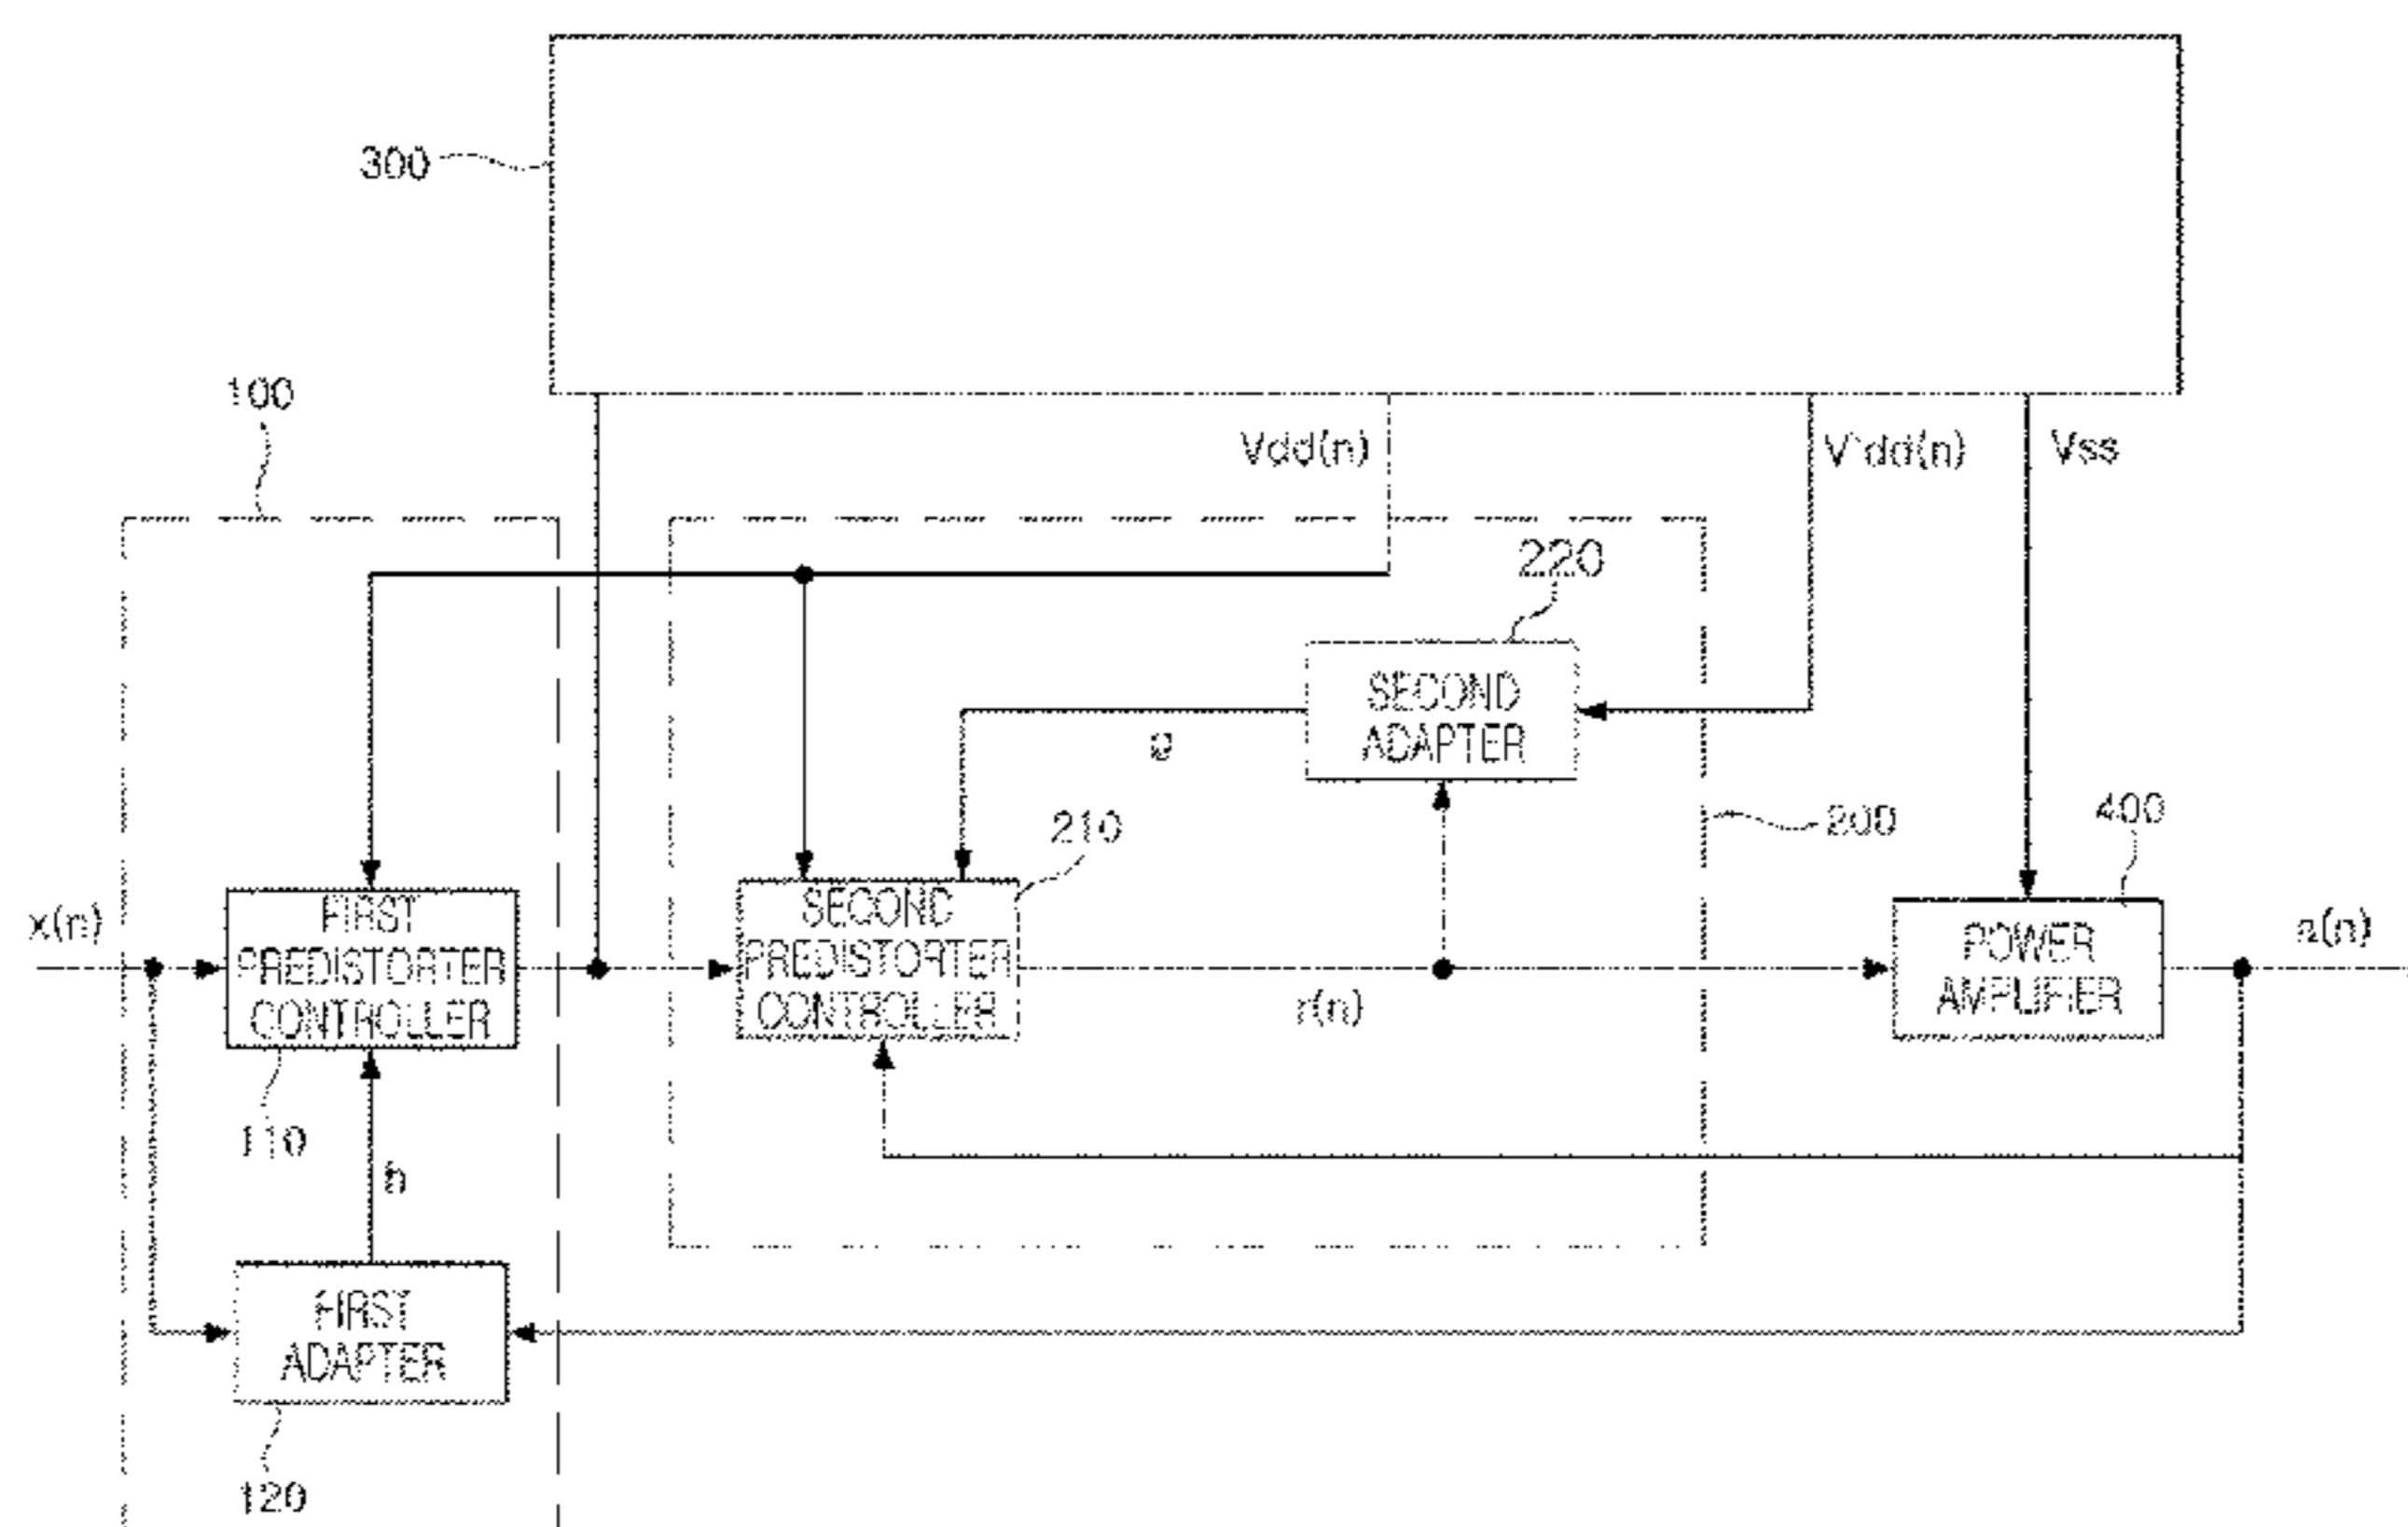 300
100
Vdd(n)
V'dd(n)
Vss
220
SECOND
ADAPTER
g
210
200
400
x(n)
FIRST
PREDISTORTER
CONTROLLER
SECOND
PREDISTORTER
CONTROLLER
r(n)
POWER
AMPLIFIER
a(n)
110
h
FIRST
ADAPTER
120